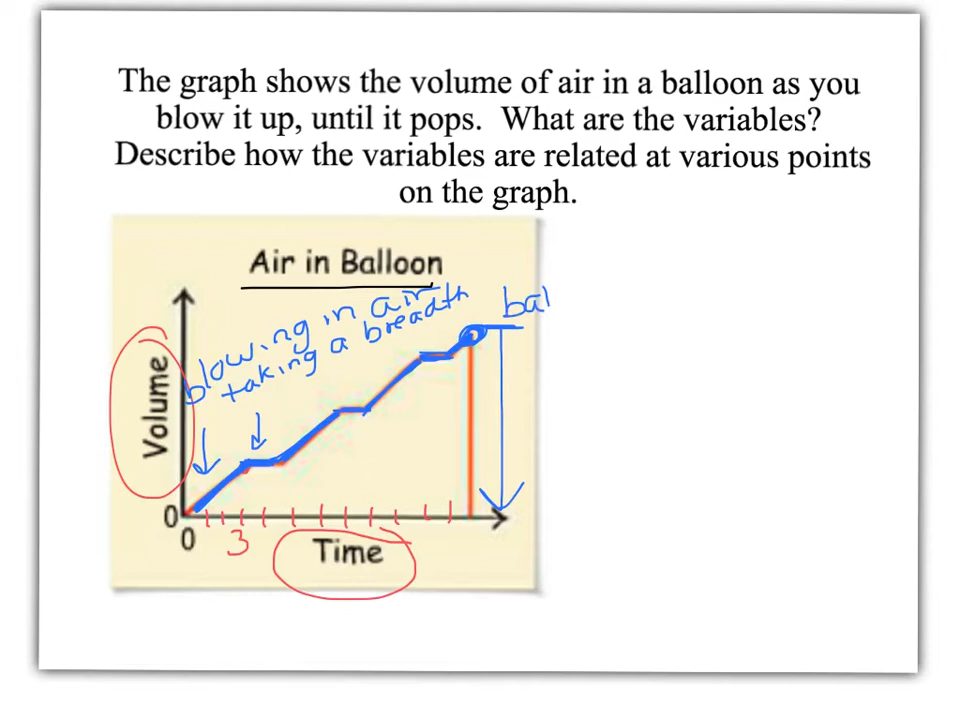 The graph shows the volume of air in a balloon as you
blow it up, until it pops. What are the variables?
Describe how the variables are related at various points
on the graph.
Air in Balloon
blowing in air
taking a breadth
bal
Volume
0
0
3
Time